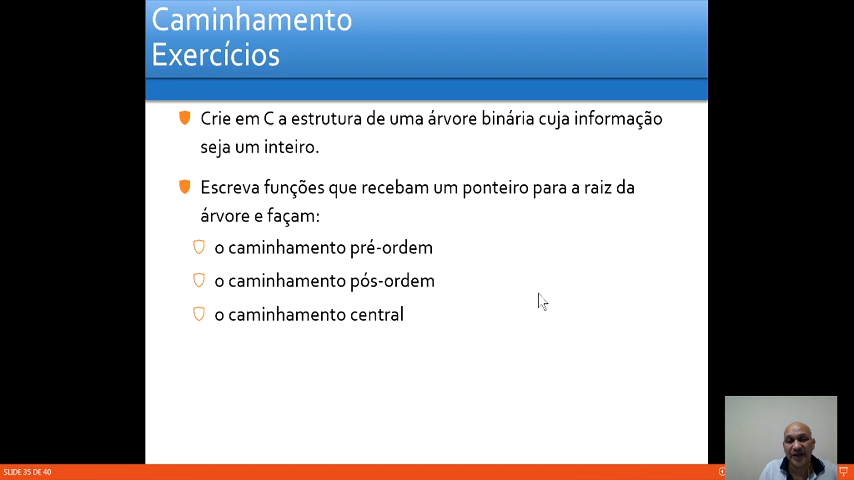 Caminhamento
Exercícios
Crie em C a estrutura de uma árvore binária cuja informação
seja um inteiro.
Escreva funções que recebam um ponteiro para a raiz da
árvore e façam:
o caminhamento pré-ordem
o caminhamento pós-ordem
o caminhamento central
SLIDE 35 DE 40